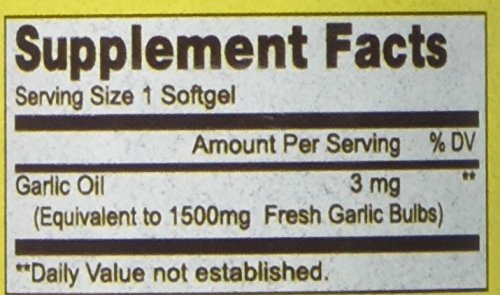 Supplement Facts
Serving Size 1 Softgel
Amount Per Serving % DV
Garlic Oil 3 mg **
(Equivalent to 1500mg Fresh Garlic Bulbs)
**Daily Value not established.